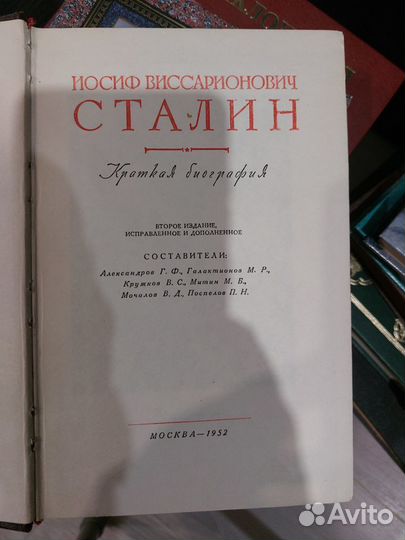 ИОСИФ ВИССАРИОНОВИЧ
СТАЛИН
Краткая биография
ВТОРОЕ ИЗДАНИЕ,
ИСПРАВЛЕННОЕ И ДОПОЛНЕННОЕ
СОСТАВИТЕЛИ:
Александров Г. Ф., Галактионов М. Р.,
Кружков В. С., Митин М. Б.,
Мочалов В. Д., Поспелов П. Н.
МОСКВА—1952
Avito